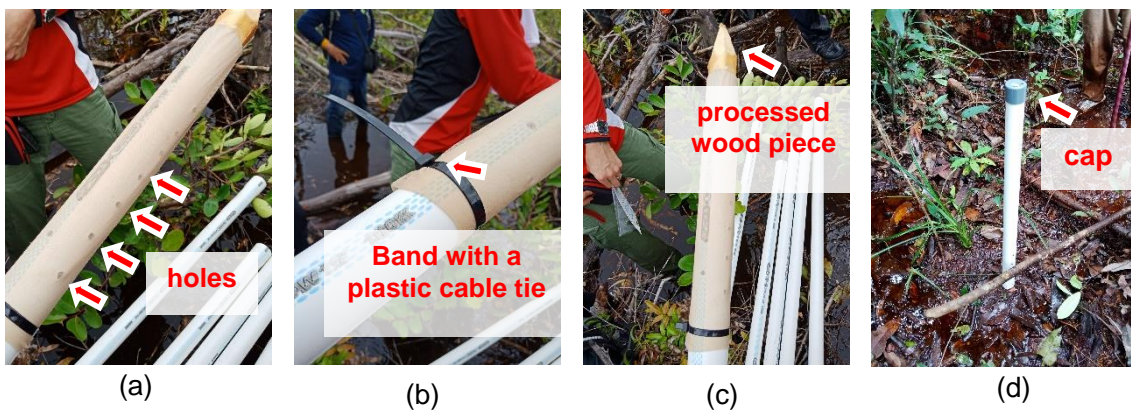 holes
Band with a
plastic cable tie
processed
wood piece
cap
(a)
(b)
(c)
(d)